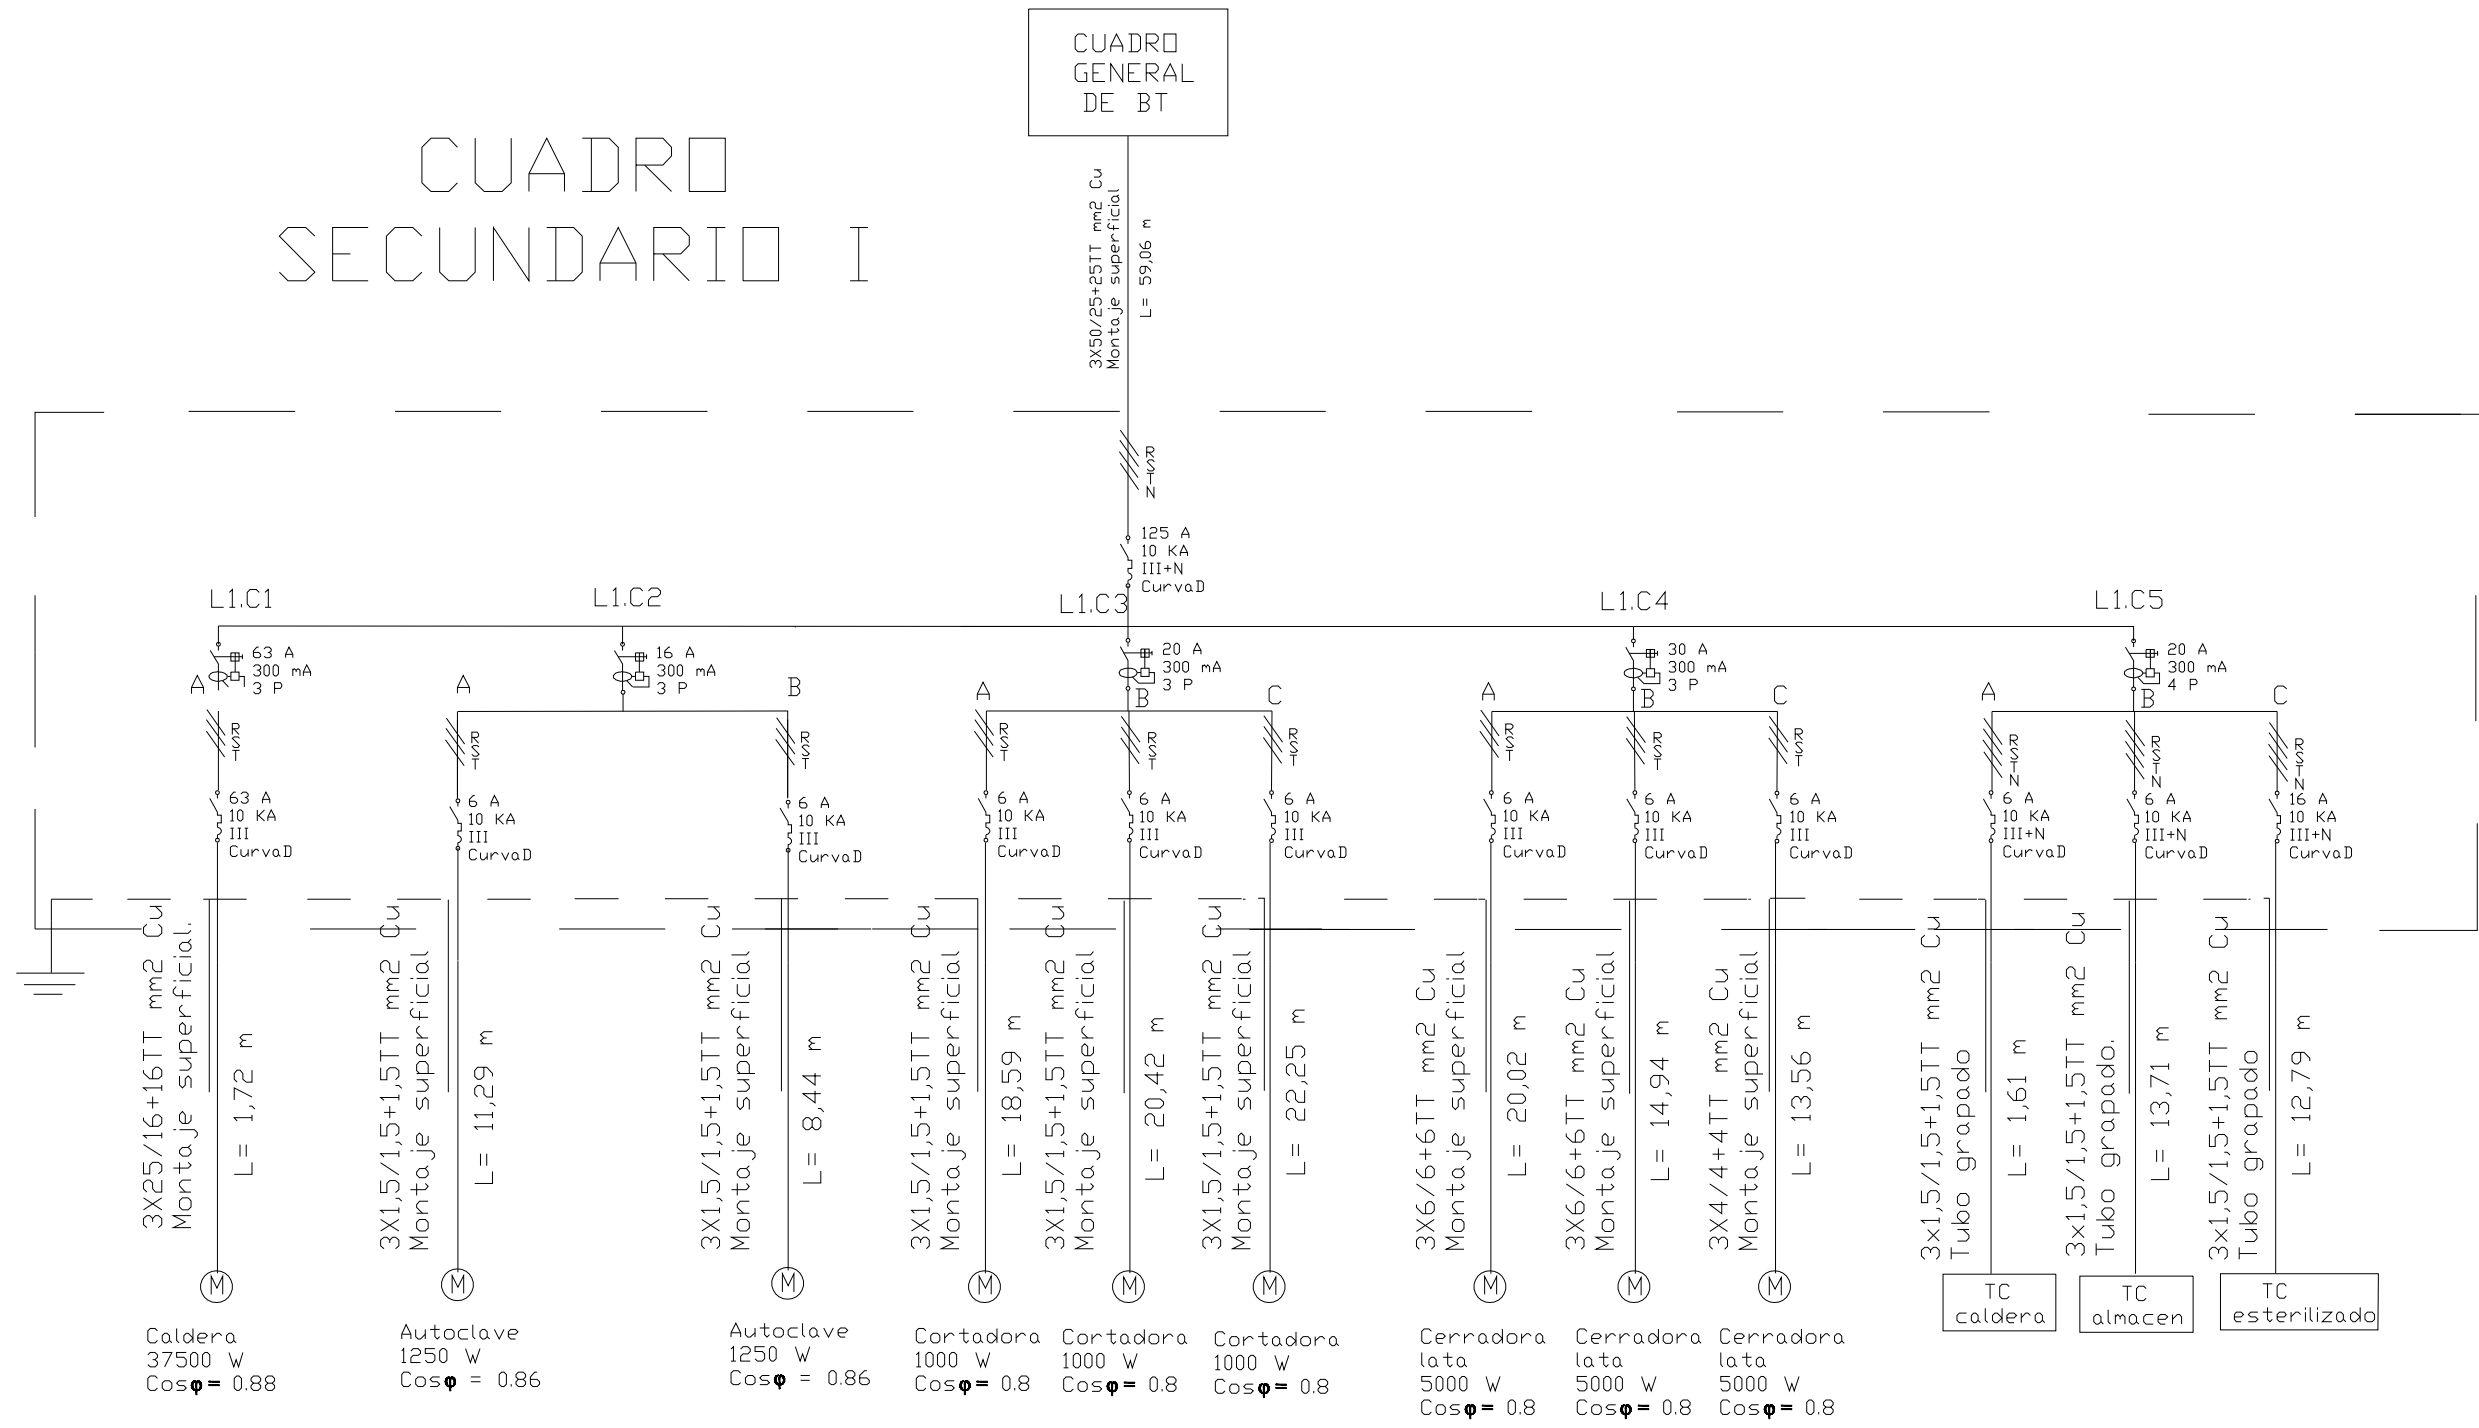 CUADRO
GENERAL
DE BT
CUADRO
SECUNDARIO I
3X50/25+25TT mm2 Cu
Montaje superficial
L= 59,06 m
R
S
T
N
125 A
10 KA
III+N
CurvaD
L1.C1
L1.C2
L1.C3
L1.C4
L1.C5
63 A
300 mA
3 P
16 A
300 mA
3 P
20 A
300 mA
3 P
30 A
300 mA
3 P
20 A
300 mA
4 P
A
A
B
A
B
C
A
B
C
A
B
C
R
S
T
R
S
T
R
S
T
R
S
T
R
S
T
R
S
T
R
S
T
R
S
T
R
S
T
R
S
T
N
R
S
T
N
R
S
T
N
63 A
10 KA
III
CurvaD
6 A
10 KA
III
CurvaD
6 A
10 KA
III
CurvaD
6 A
10 KA
III
CurvaD
6 A
10 KA
III
CurvaD
6 A
10 KA
III
CurvaD
6 A
10 KA
III
CurvaD
6 A
10 KA
III
CurvaD
6 A
10 KA
III
CurvaD
6 A
10 KA
III+N
CurvaD
6 A
10 KA
III+N
CurvaD
16 A
10 KA
III+N
CurvaD
3X25/16+16TT mm2 Cu
Montaje superficial.
L= 1,72 m
3X1,5/1,5+1,5TT mm2 Cu
Montaje superficial
L= 11,29 m
3X1,5/1,5+1,5TT mm2 Cu
Montaje superficial
L= 8,44 m
3X1,5/1,5+1,5TT mm2 Cu
Montaje superficial
L= 18,59 m
3X1,5/1,5+1,5TT mm2 Cu
Montaje superficial
L= 20,42 m
3X1,5/1,5+1,5TT mm2 Cu
Montaje superficial
L= 22,25 m
3X6/6+6TT mm2 Cu
Montaje superficial
L= 20,02 m
3X6/6+6TT mm2 Cu
Montaje superficial
L= 14,94 m
3X4/4+4TT mm2 Cu
Montaje superficial
L= 13,56 m
3x1,5/1,5+1,5TT mm2 Cu
Tubo grapado
L= 1,61 m
3x1,5/1,5+1,5TT mm2 Cu
Tubo grapado.
L= 13,71 m
3x1,5/1,5+1,5TT mm2 Cu
Tubo grapado
L= 12,79 m
M
M
M
M
M
M
M
M
M
TC
caldera
TC
almacen
TC
esterilizado
Caldera
37500 W
Cosφ= 0.88
Autoclave
1250 W
Cosφ = 0.86
Autoclave
1250 W
Cosφ = 0.86
Cortadora
1000 W
Cosφ= 0.8
Cortadora
1000 W
Cosφ= 0.8
Cortadora
1000 W
Cosφ= 0.8
Cerradora
lata
5000 W
Cosφ= 0.8
Cerradora
lata
5000 W
Cosφ= 0.8
Cerradora
lata
5000 W
Cosφ= 0.8